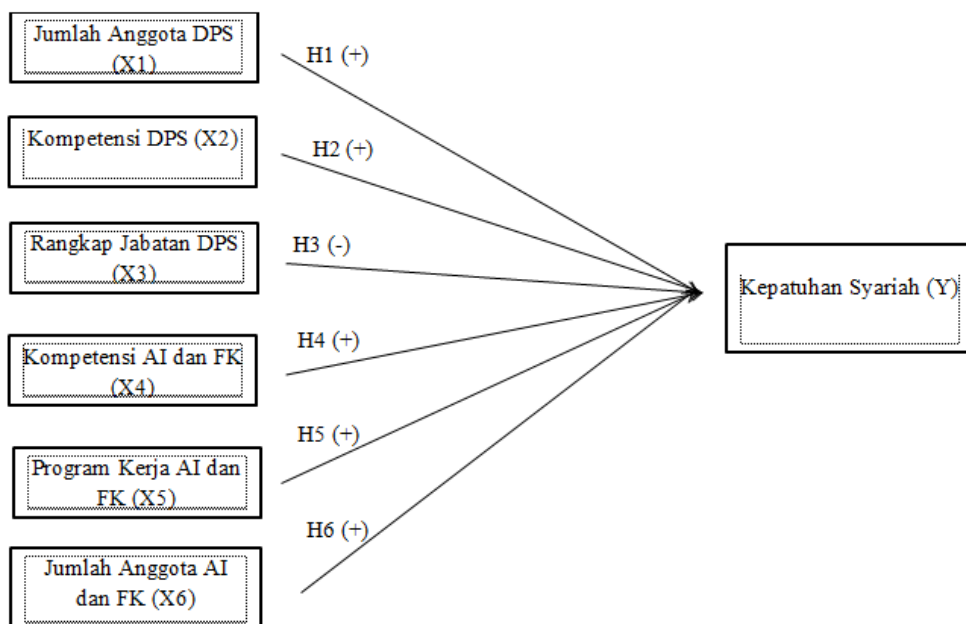 Jumlah Anggota DPS
(X1)
H1 (+)
Kompetensi DPS (X2)
H2 (+)
Rangkap Jabatan DPS
(X3)
H3 (-)
Kepatuhan Syariah (Y)
Kompetensi AI dan FK
(X4)
H4 (+)
Program Kerja AI dan
FK (X5)
H5 (+)
Jumlah Anggota AI
dan FK (X6)
H6 (+)